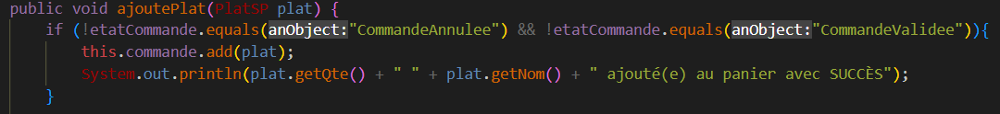 public void ajoutePlat(PlatSP plat) {
if (!etatCommande.equals(anObject:"CommandeAnnulee") && !etatCommande.equals(anObject:"CommandeValidee")){
this.commande.add(plat);
System.out.println(plat.getQte() + " " + plat.getNom() + " ajouté(e) au panier avec SUCCÈS");
}